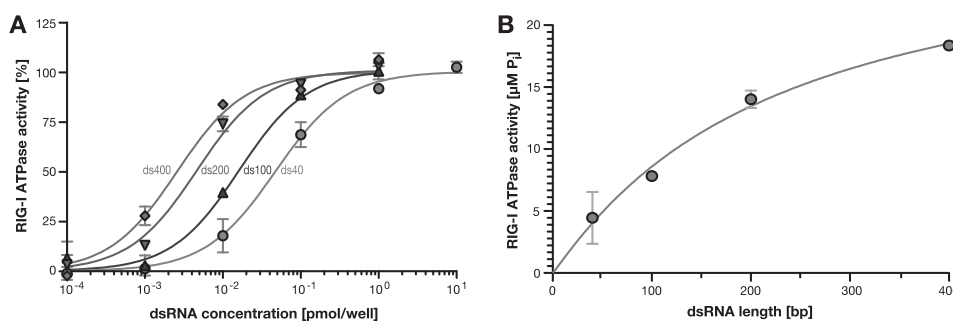 A
RIG-I ATPase activity [%]
125
100
75
50
25
0
ds400
ds200
ds100
ds40
10⁻⁴
10⁻³
10⁻²
10⁻¹
10⁰
10¹
dsRNA concentration [pmol/well]
B
RIG-I ATPase activity [µM Pi]
20
15
10
5
0
0
100
200
300
40
dsRNA length [bp]